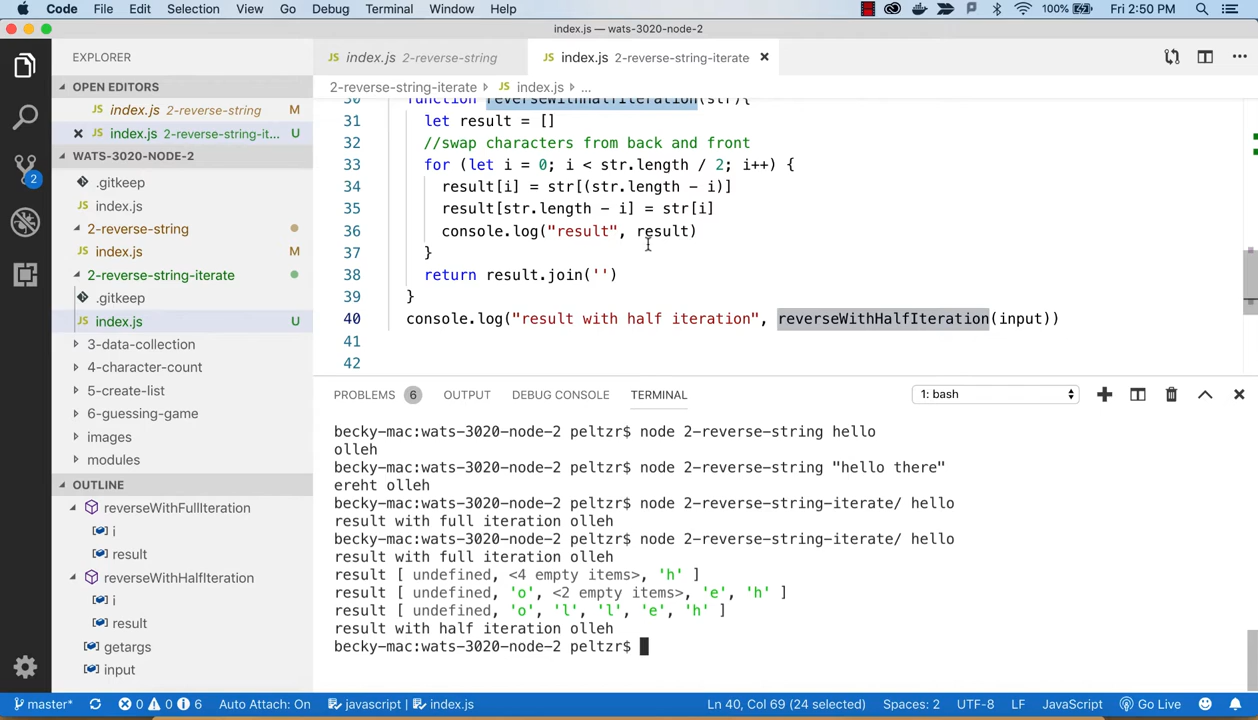 Code File Edit Selection View Go Debug Terminal Window Help 100% Fri 2:50 PM
index.js — wats-3020-node-2
EXPLORER
JS index.js 2-reverse-string
JS index.js 2-reverse-string-iterate
OPEN EDITORS
JS index.js 2-reverse-string M
JS index.js 2-reverse-string-it... U
WATS-3020-NODE-2
.gitkeep
JS index.js
2-reverse-string
JS index.js M
2-reverse-string-iterate
.gitkeep
JS index.js U
3-data-collection
4-character-count
5-create-list
6-guessing-game
images
modules
OUTLINE
reverseWithFullIteration
i
result
reverseWithHalfIteration
i
result
getargs
input
2
2-reverse-string-iterate › JS index.js › ...
30 function reverseWithHalfIteration(str){
31 let result = []
32 //swap characters from back and front
33 for (let i = 0; i < str.length / 2; i++) {
34 result[i] = str[(str.length - i)]
35 result[str.length - i] = str[i]
36 console.log("result", result)
37 }
38 return result.join('')
39 }
40 console.log("result with half iteration", reverseWithHalfIteration(input))
41
42
PROBLEMS 6 OUTPUT DEBUG CONSOLE TERMINAL 1: bash
becky-mac:wats-3020-node-2 peltzr$ node 2-reverse-string hello
olleh
becky-mac:wats-3020-node-2 peltzr$ node 2-reverse-string "hello there"
ereht olleh
becky-mac:wats-3020-node-2 peltzr$ node 2-reverse-string-iterate/ hello
result with full iteration olleh
becky-mac:wats-3020-node-2 peltzr$ node 2-reverse-string-iterate/ hello
result with full iteration olleh
result [ undefined, <4 empty items>, 'h' ]
result [ undefined, 'o', <2 empty items>, 'e', 'h' ]
result [ undefined, 'o', 'l', 'l', 'e', 'h' ]
result with half iteration olleh
becky-mac:wats-3020-node-2 peltzr$
master* 0 0 6 Auto Attach: On javascript | index.js Ln 40, Col 69 (24 selected) Spaces: 2 UTF-8 LF JavaScript Go Live